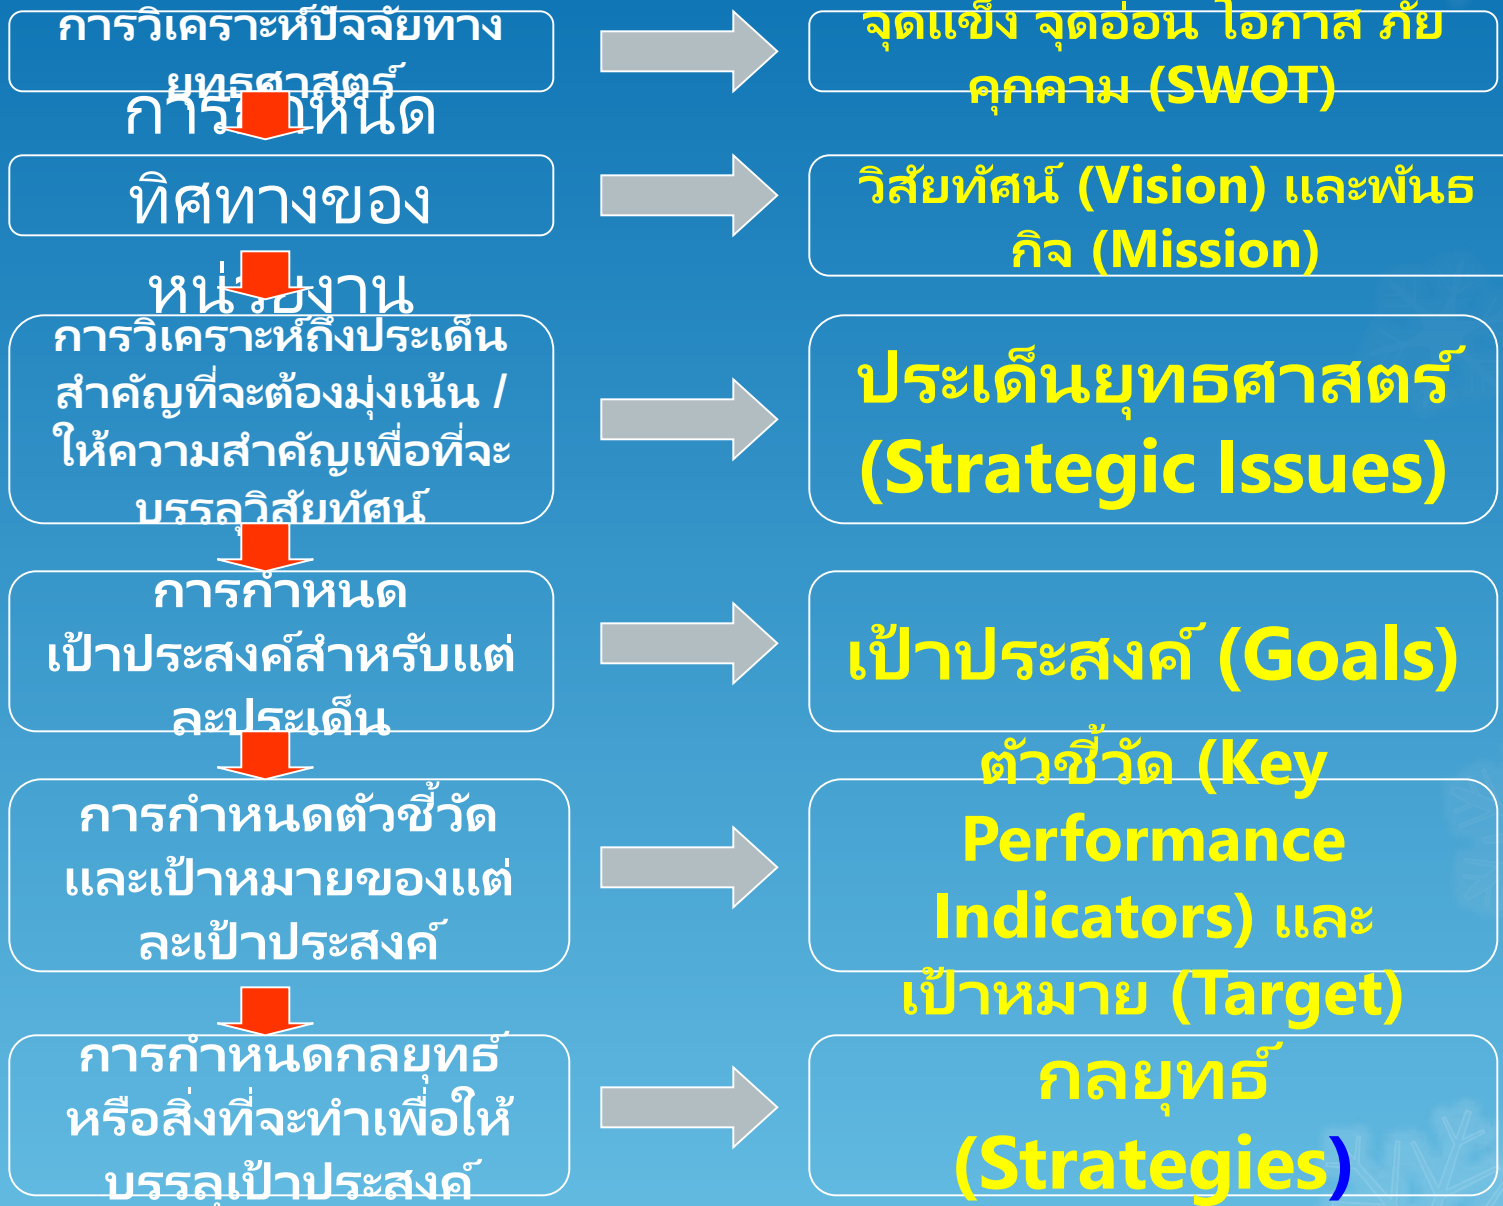 การวิเคราะห์ปัจจัยทาง
ยุทธศาสตร์
จุดแข็ง จุดอ่อน โอกาส ภัย
คุกคาม (SWOT)
การกำหนด
ทิศทางของ
หน่วยงาน
วิสัยทัศน์ (Vision) และพันธ
กิจ (Mission)
การวิเคราะห์ถึงประเด็น
สำคัญที่จะต้องมุ่งเน้น /
ให้ความสำคัญเพื่อที่จะ
บรรลุวิสัยทัศน์
ประเด็นยุทธศาสตร์
(Strategic Issues)
การกำหนด
เป้าประสงค์สำหรับแต่
ละประเด็น
เป้าประสงค์ (Goals)
การกำหนดตัวชี้วัด
และเป้าหมายของแต่
ละเป้าประสงค์
ตัวชี้วัด (Key
Performance
Indicators) และ
เป้าหมาย (Target)
การกำหนดกลยุทธ์
หรือสิ่งที่จะทำเพื่อให้
บรรลุเป้าประสงค์
กลยุทธ์
(Strategies)